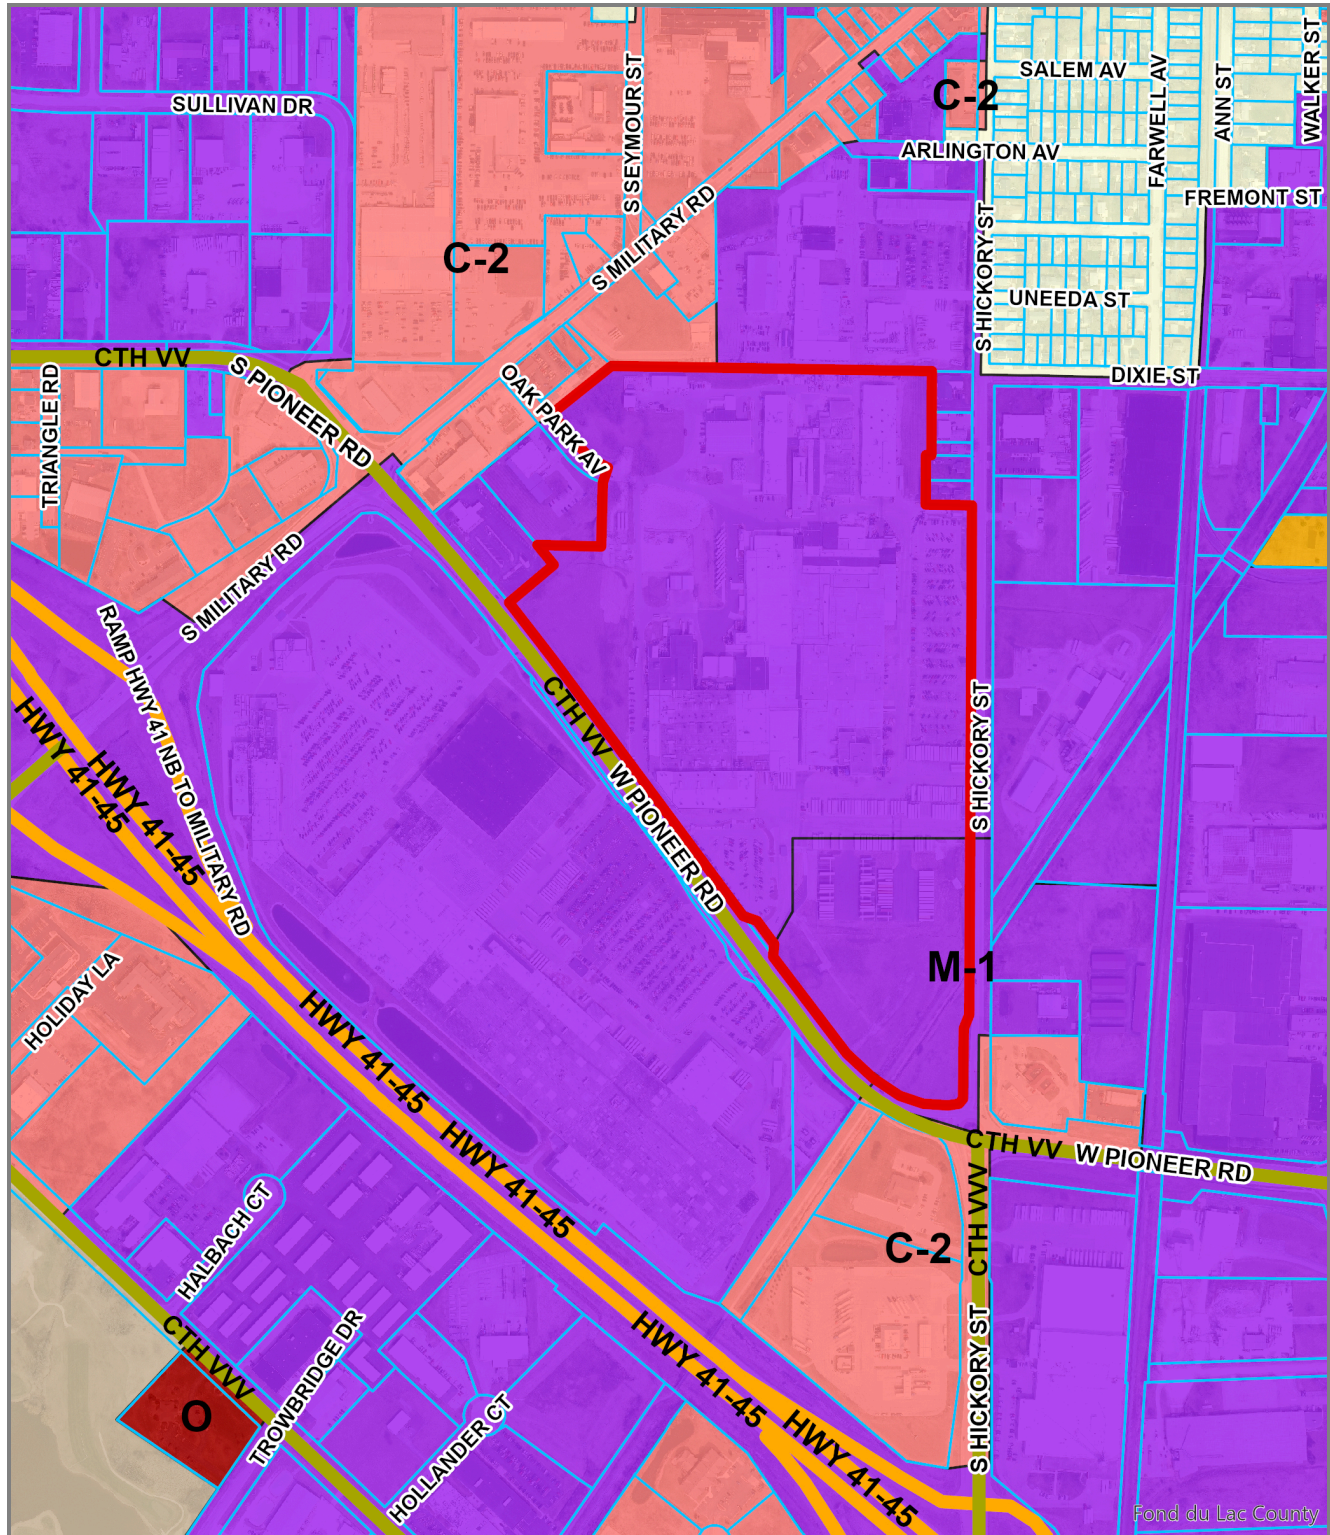 SALEM AV
C-2
SULLIVAN DR
S SEYMOUR ST
FARWELL AV
ANN ST
WALKER ST
ARLINGTON AV
FREMONT ST
S MILITARY RD
C-2
S HICKORY ST
UNEEDA ST
CTH VV
S PIONEER RD
OAK PARK AV
DIXIE ST
TRIANGLE RD
S MILITARY RD
RAMP HWY 41 NB TO MILITARY RD
HWY 41-45
HWY 41-45
CTH VV
W PIONEER RD
S HICKORY ST
M-1
HOLIDAY LA
HWY 41-45
HWY 41-45
CTH VV
W PIONEER RD
CTH VVV
HALBACH CT
C-2
CTH VVV
O
TROWBRIDGE DR
HOLLANDER CT
HWY 41-45
HWY 41-45
S HICKORY ST
Fond du Lac County